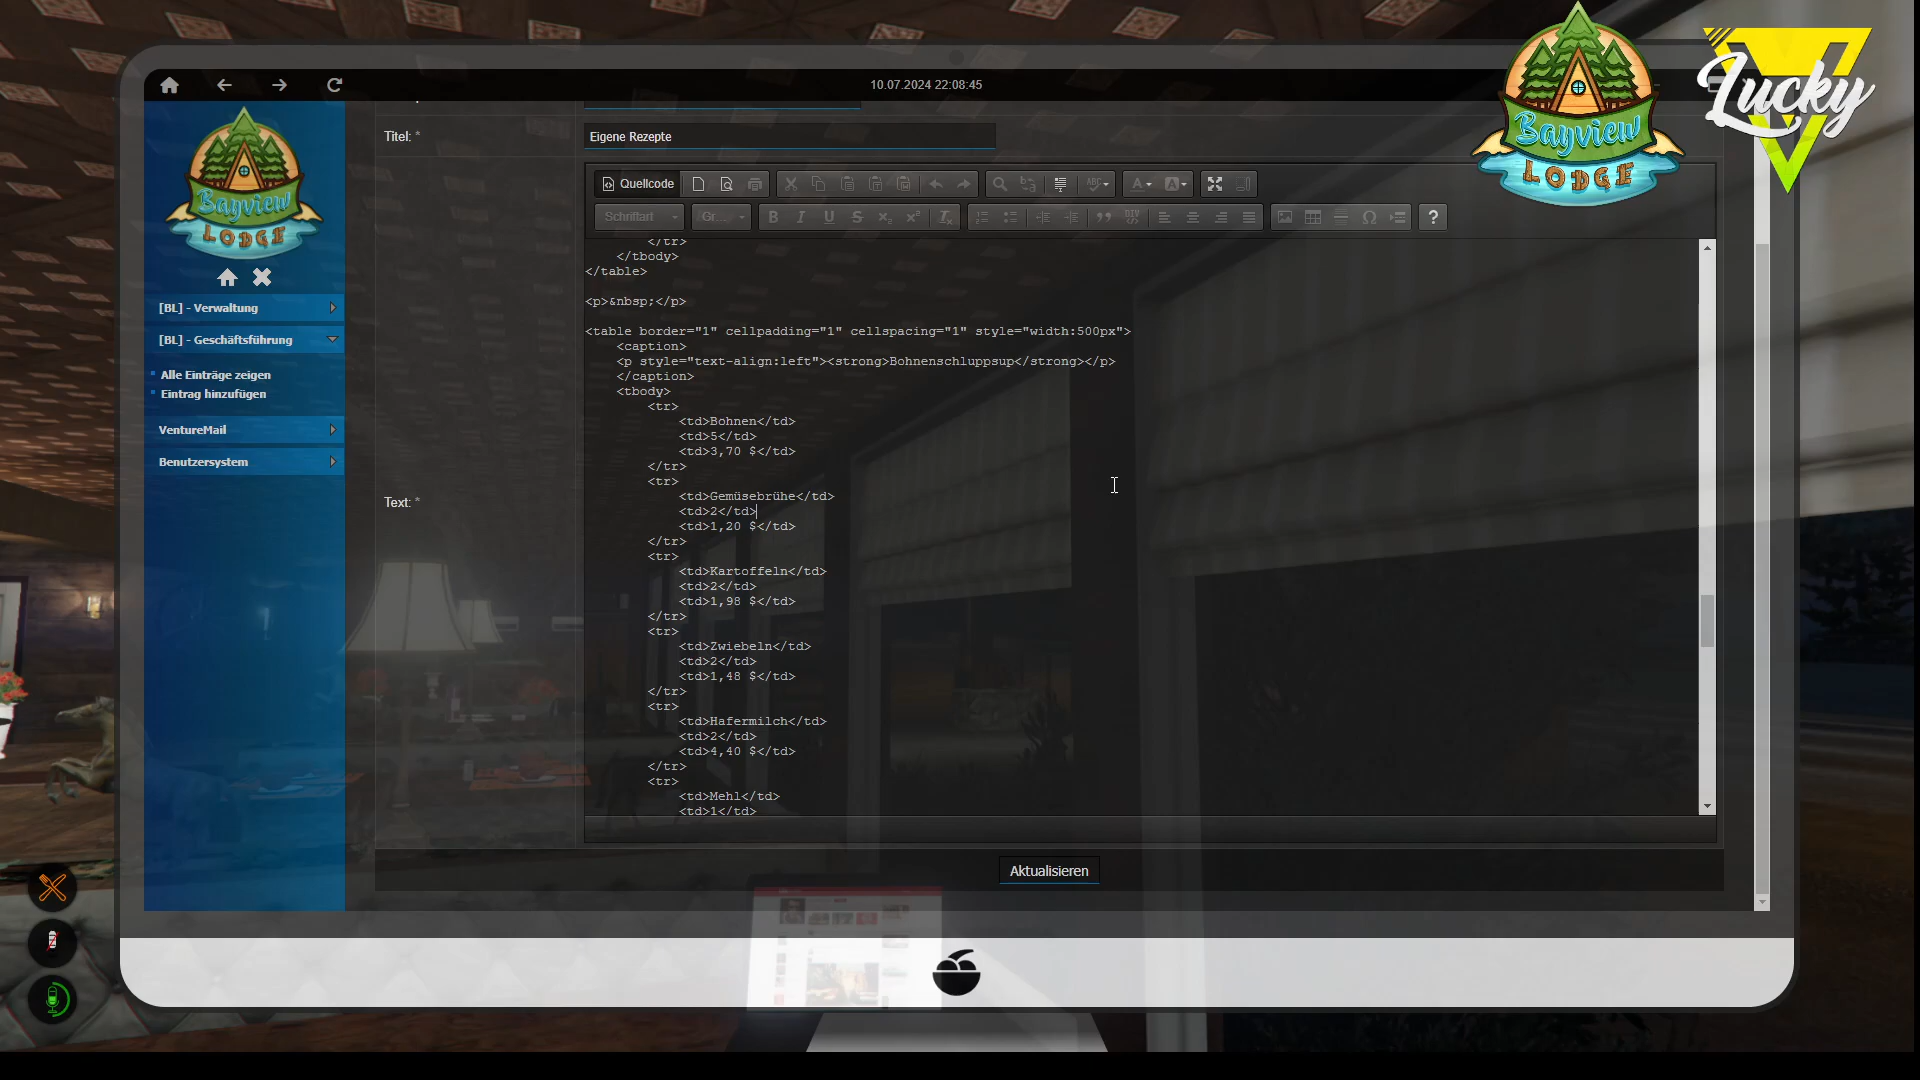 10.07.2024 22:08:45
Bayview
LODGE
Lucky
Bayview
LODGE
[BL] - Verwaltung
[BL] - Geschäftsführung
Alle Einträge zeigen
Eintrag hinzufügen
VentureMail
Benutzersystem
Titel: *
Eigene Rezepte
Quellcode
ABC
Schriftart
Gr...
B I U S
DIV
Ω
?
Text: *
</tr>
</tbody>
</table>
<p>&nbsp;</p>
<table border="1" cellpadding="1" cellspacing="1" style="width:500px">
<caption>
<p style="text-align:left"><strong>Bohnenschluppsup</strong></p>
</caption>
<tbody>
<tr>
<td>Bohnen</td>
<td>5</td>
<td>3,70 $</td>
</tr>
<tr>
<td>Gemüsebrühe</td>
<td>2</td>
<td>1,20 $</td>
</tr>
<tr>
<td>Kartoffeln</td>
<td>2</td>
<td>1,98 $</td>
</tr>
<tr>
<td>Zwiebeln</td>
<td>2</td>
<td>1,48 $</td>
</tr>
<tr>
<td>Hafermilch</td>
<td>2</td>
<td>4,40 $</td>
</tr>
<tr>
<td>Mehl</td>
<td>1</td>
Aktualisieren